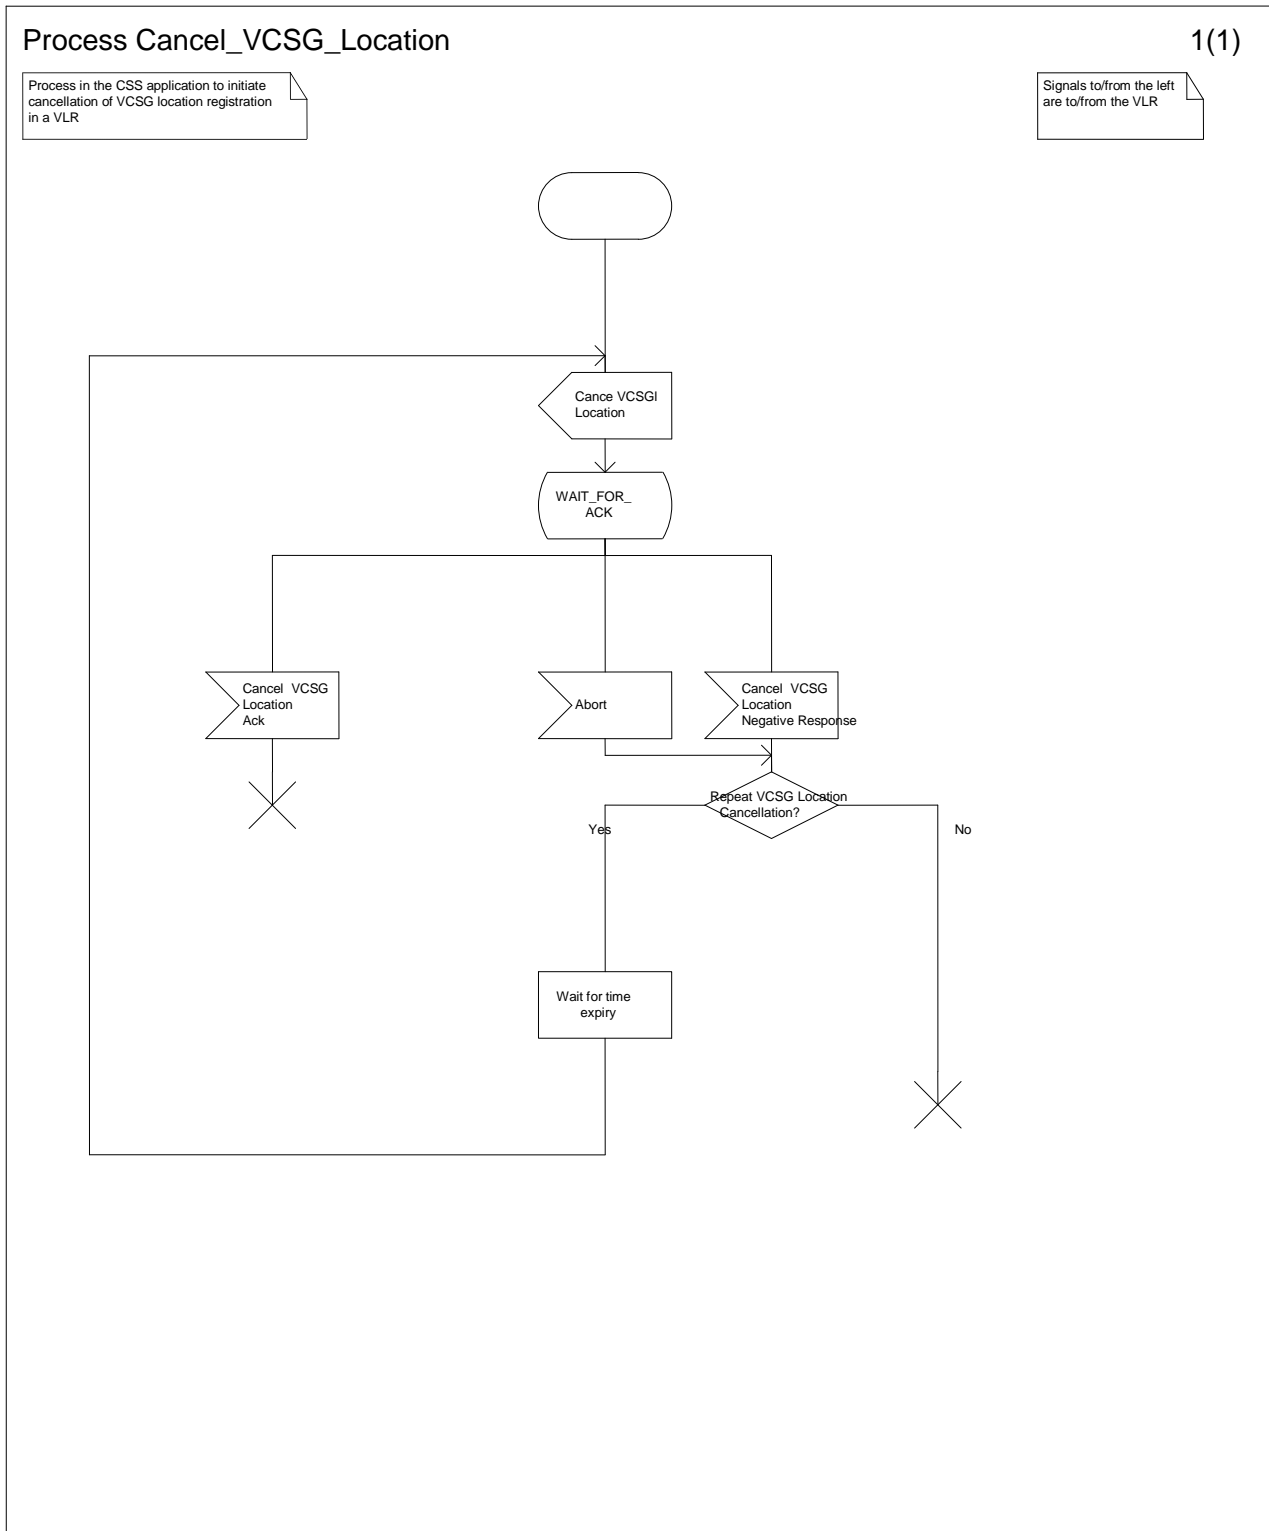 Process Cancel_VCSG_Location
1(1)
Process in the CSS application to initiate
cancellation of VCSG location registration
in a VLR
Signals to/from the left
are to/from the VLR
Cance VCSGl
Location
WAIT_FOR_
ACK
Cancel VCSG
Location
Ack
Abort
Cancel VCSG
Location
Negative Response
Repeat VCSG Location
Cancellation?
Yes
No
Wait for time
expiry